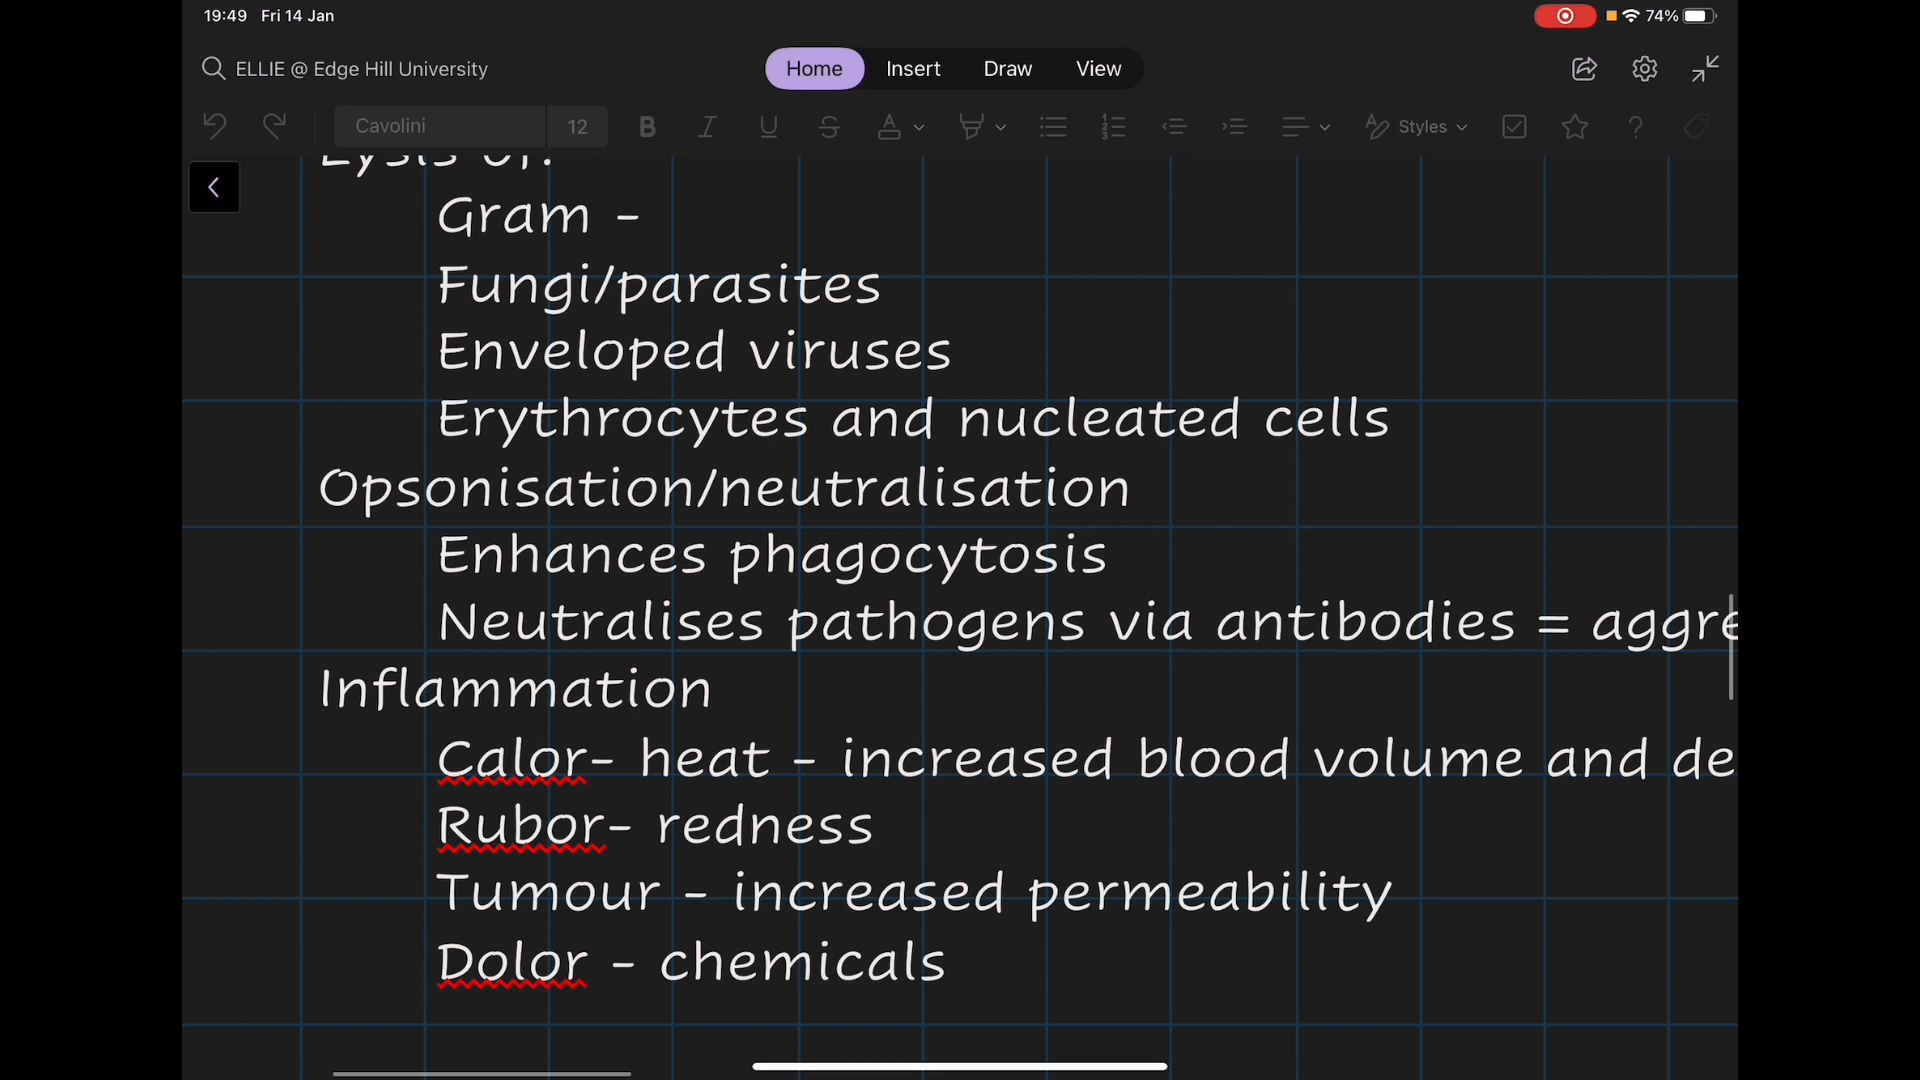 19:49 Fri 14 Jan 74%
ELLIE @ Edge Hill University Home Insert Draw View
Cavolini 12 B I U S A Styles ?
Lysis of:
Gram -
Fungi/parasites
Enveloped viruses
Erythrocytes and nucleated cells
Opsonisation/neutralisation
Enhances phagocytosis
Neutralises pathogens via antibodies = aggre
Inflammation
Calor- heat - increased blood volume and de
Rubor- redness
Tumour - increased permeability
Dolor - chemicals